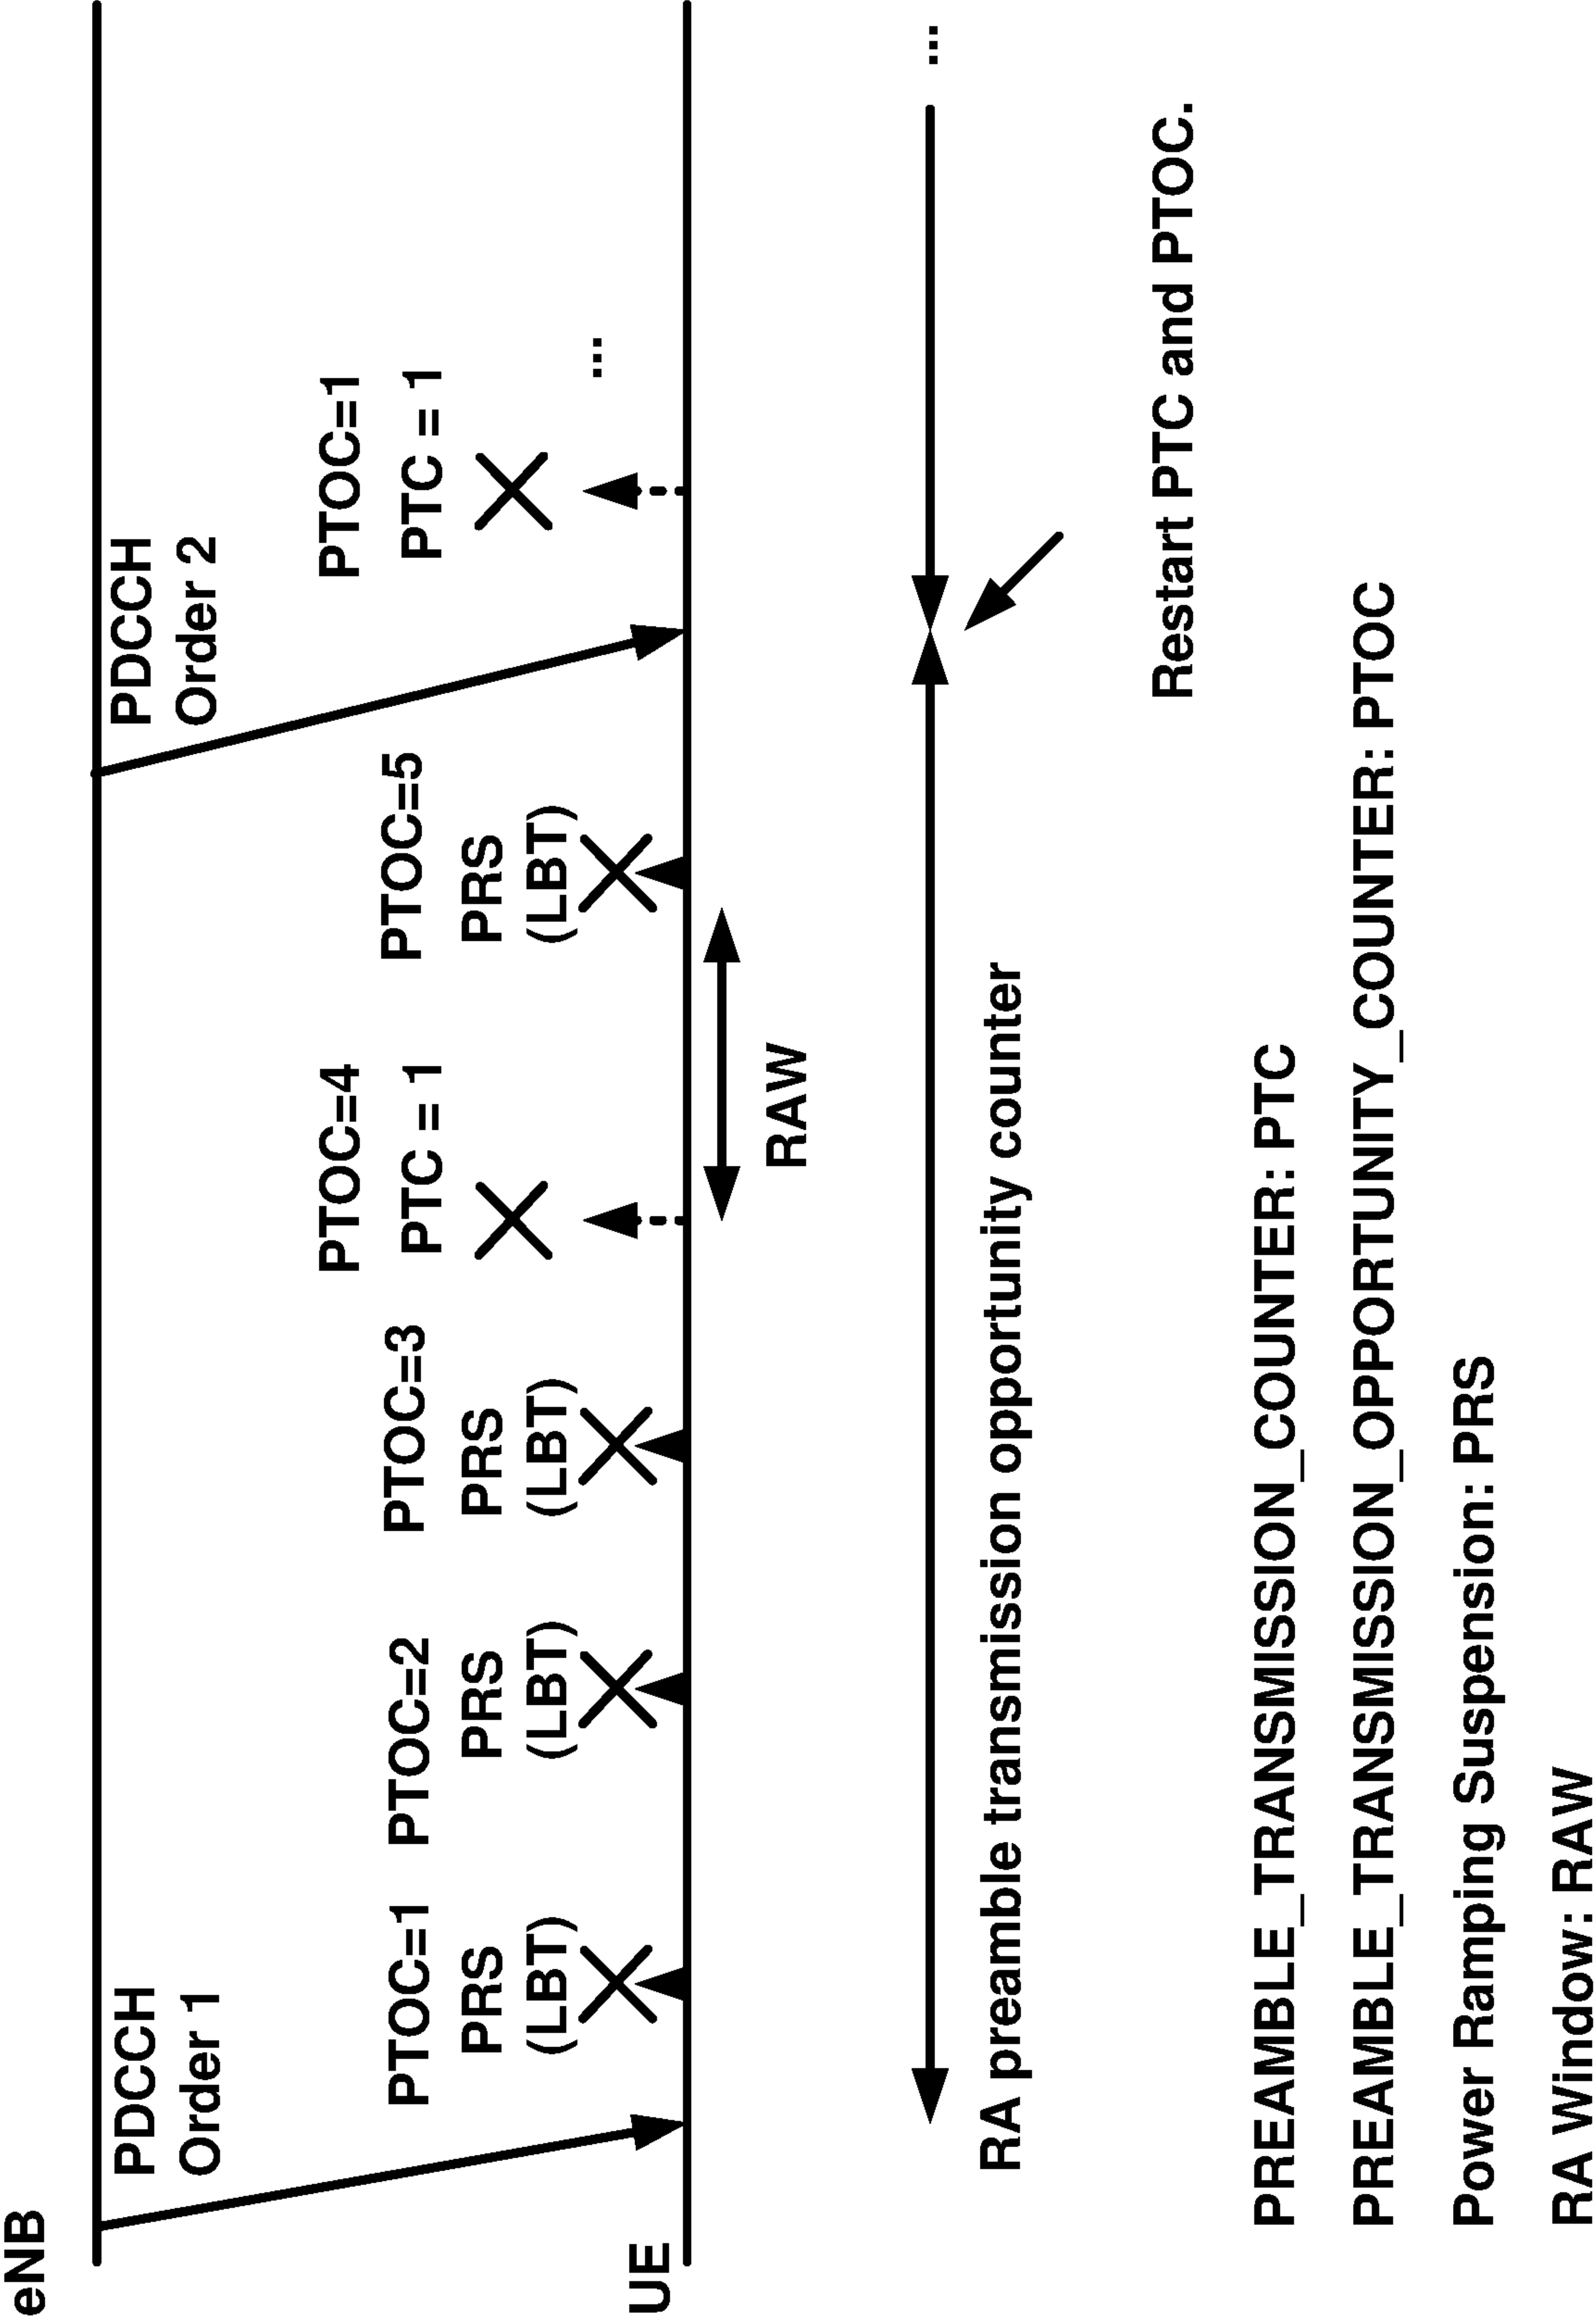 eNB
PDCCH
Order 1
PDCCH
Order 2
PTOC=1
PRS
(LBT)
PTOC=2
PRS
(LBT)
PTOC=3
PRS
(LBT)
PTOC=4
PTC = 1
PTOC=5
PRS
(LBT)
PTOC=1
PTC = 1
...
UE
RAW
...
RA preamble transmission opportunity counter
Restart PTC and PTOC.
PREAMBLE_TRANSMISSION_COUNTER: PTC
PREAMBLE_TRANSMISSION_OPPORTUNITY_COUNTER: PTOC
Power Ramping Suspension: PRS
RA Window: RAW